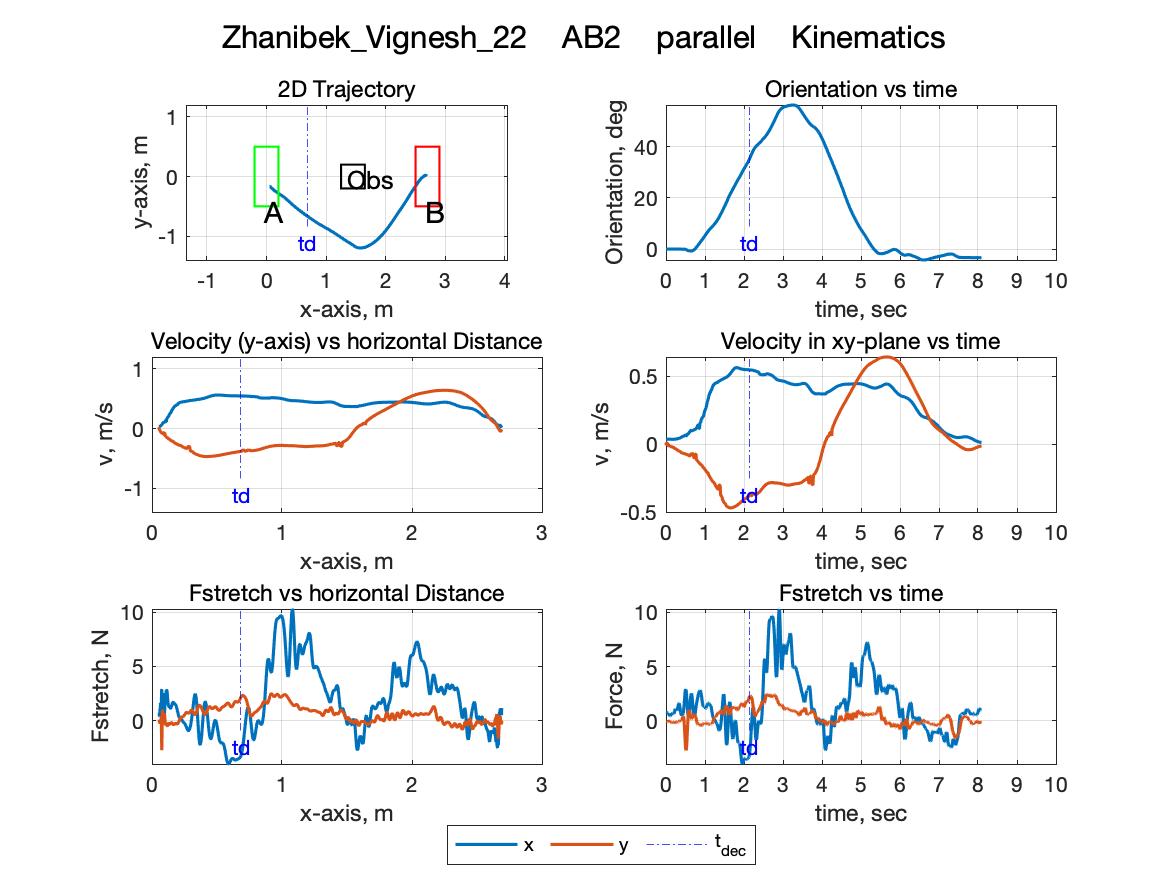 Zhanibek_Vignesh_22 AB2 parallel Kinematics
2D Trajectory
y-axis, m
1
0
-1
A
td
Obs
B
-1 0 1 2 3 4
x-axis, m
Orientation vs time
Orientation, deg
40
20
0
td
0 1 2 3 4 5 6 7 8 9 10
time, sec
Velocity (y-axis) vs horizontal Distance
v, m/s
1
0
-1
td
0 1 2 3
x-axis, m
Velocity in xy-plane vs time
v, m/s
0.5
0
-0.5
td
0 1 2 3 4 5 6 7 8 9 10
time, sec
Fstretch vs horizontal Distance
Fstretch, N
10
5
0
td
0 1 2 3
x-axis, m
Fstretch vs time
Force, N
10
5
0
td
0 1 2 3 4 5 6 7 8 9 10
time, sec
x y t_dec